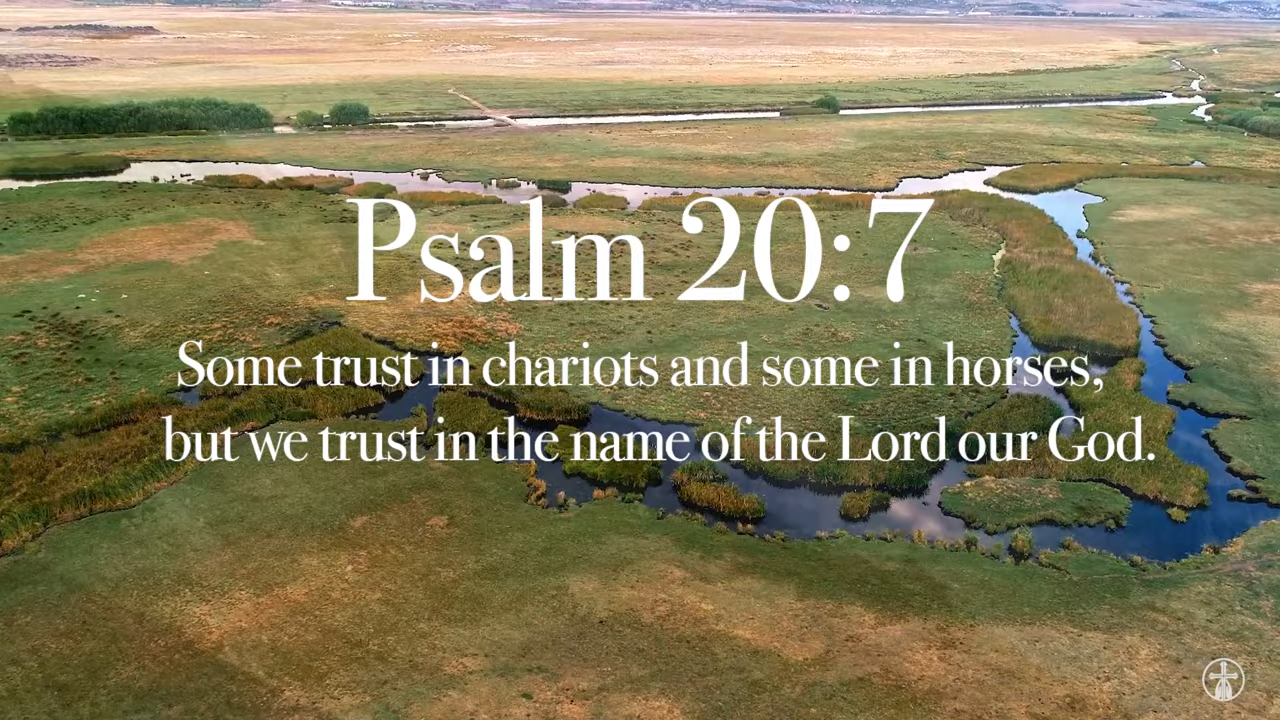 Psalm 20:7
Some trust in chariots and some in horses,
but we trust in the name of the Lord our God.